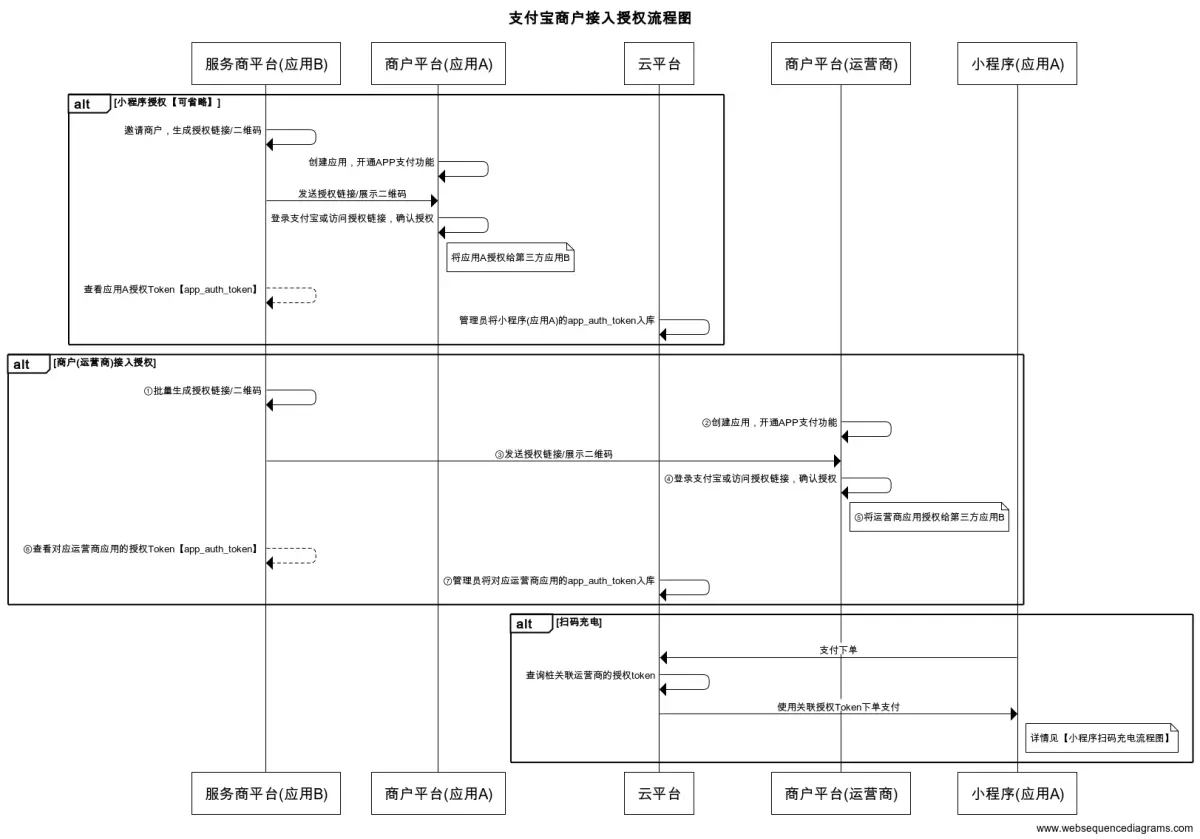 支付宝商户接入授权流程图
服务商平台(应用B)
商户平台(应用A)
云平台
商户平台(运营商)
小程序(应用A)
alt
[小程序授权【可省略】]
邀请商户，生成授权链接/二维码
创建应用，开通APP支付功能
发送授权链接/展示二维码
登录支付宝或访问授权链接，确认授权
将应用A授权给第三方应用B
查看应用A授权Token【app_auth_token】
管理员将小程序(应用A)的app_auth_token入库
alt
[商户(运营商)接入授权]
①批量生成授权链接/二维码
②创建应用，开通APP支付功能
③发送授权链接/展示二维码
④登录支付宝或访问授权链接，确认授权
⑤将运营商应用授权给第三方应用B
⑥查看对应运营商应用的授权Token【app_auth_token】
⑦管理员将对应运营商应用的app_auth_token入库
alt
[扫码充电]
支付下单
查询桩关联运营商的授权token
使用关联授权Token下单支付
详情见【小程序扫码充电流程图】
服务商平台(应用B)
商户平台(应用A)
云平台
商户平台(运营商)
小程序(应用A)
www.websequencediagrams.com